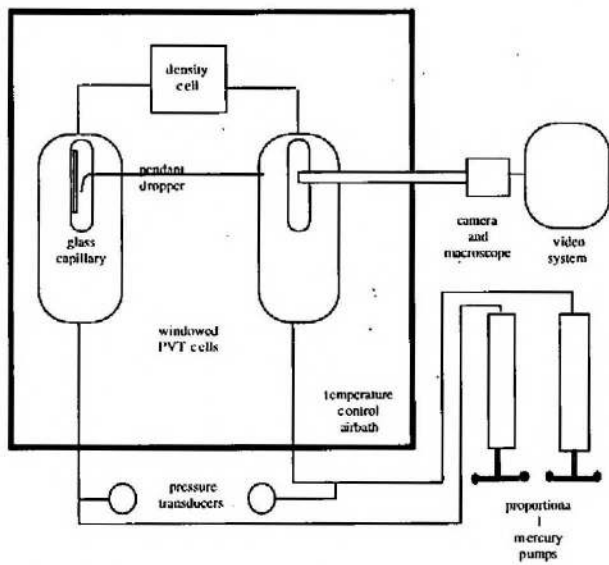 density
cell
pendant
dropper
glass
capillary
camera
and
macroscope
video
system
windowed
PVT cells
temperature
control
airbath
pressure
transducers
proportiona
l
mercury
pumps